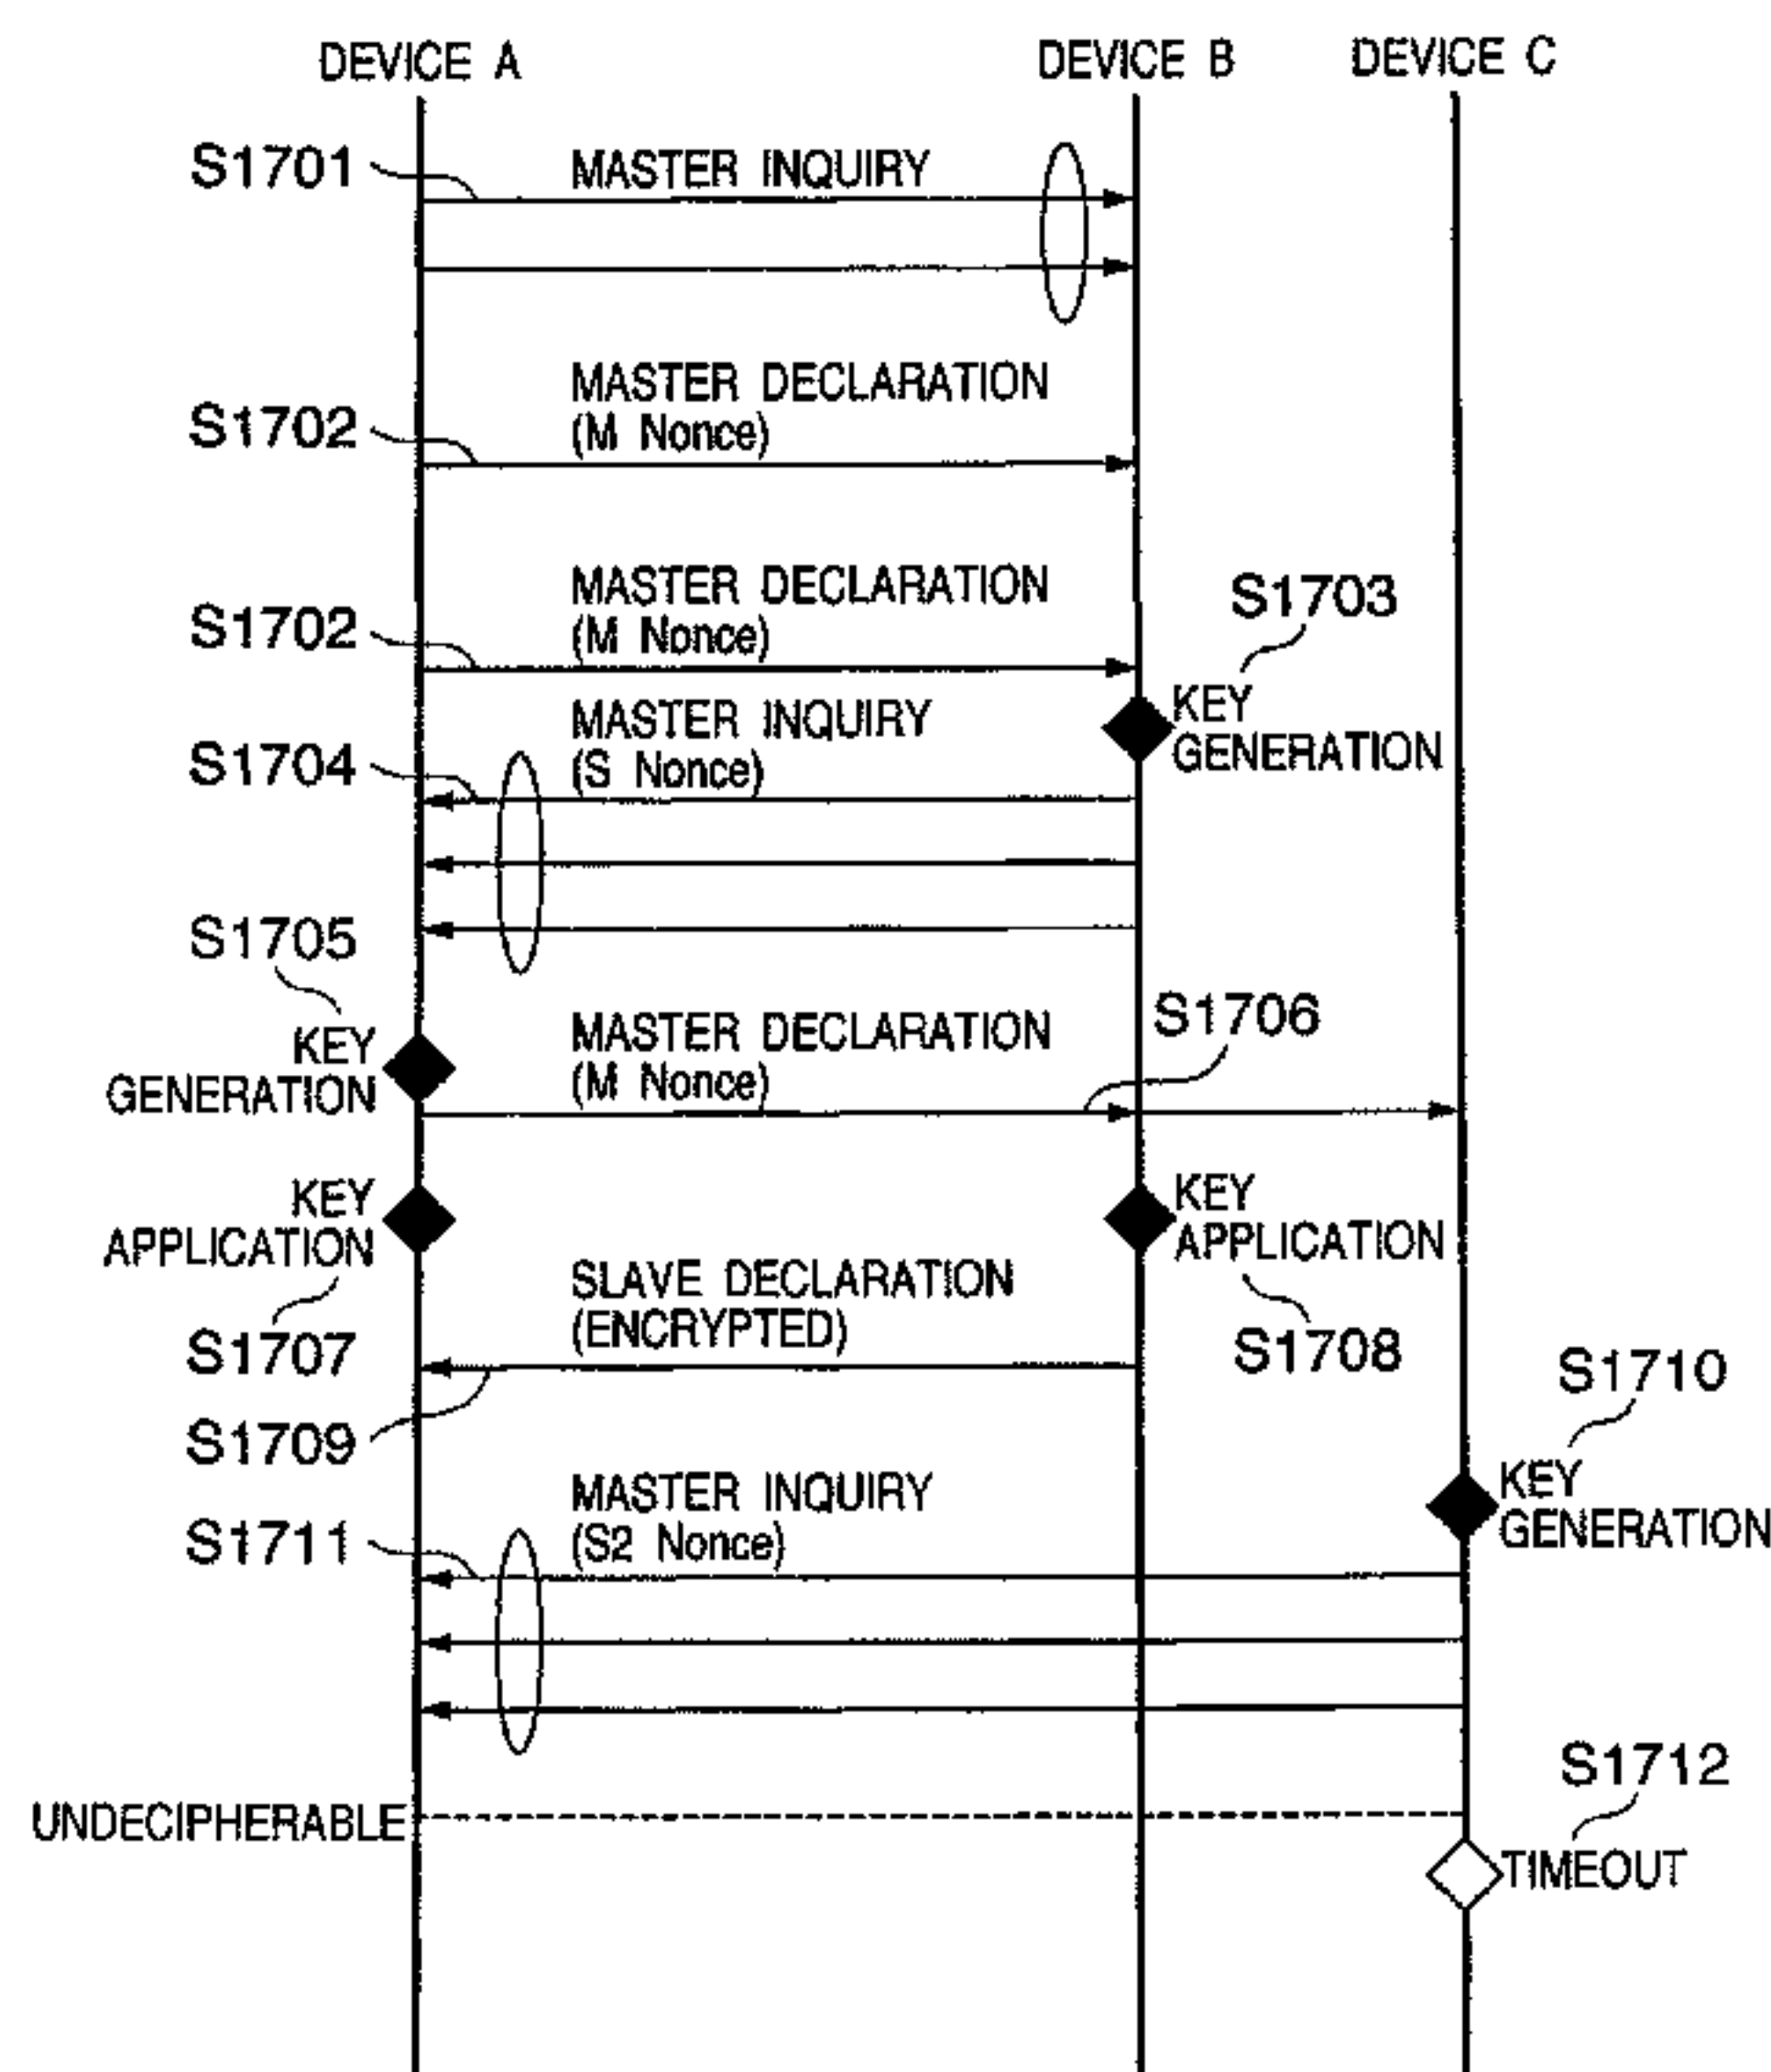 DEVICE A
DEVICE B
DEVICE C
S1701
MASTER INQUIRY
MASTER DECLARATION
(M Nonce)
S1702
MASTER DECLARATION
(M Nonce)
S1702
S1703
KEY
GENERATION
MASTER INQUIRY
(S Nonce)
S1704
S1705
KEY
GENERATION
MASTER DECLARATION
(M Nonce)
S1706
KEY
APPLICATION
S1707
KEY
APPLICATION
S1708
SLAVE DECLARATION
(ENCRYPTED)
S1709
S1710
KEY
GENERATION
MASTER INQUIRY
(S2 Nonce)
S1711
UNDECIPHERABLE
S1712
TIMEOUT